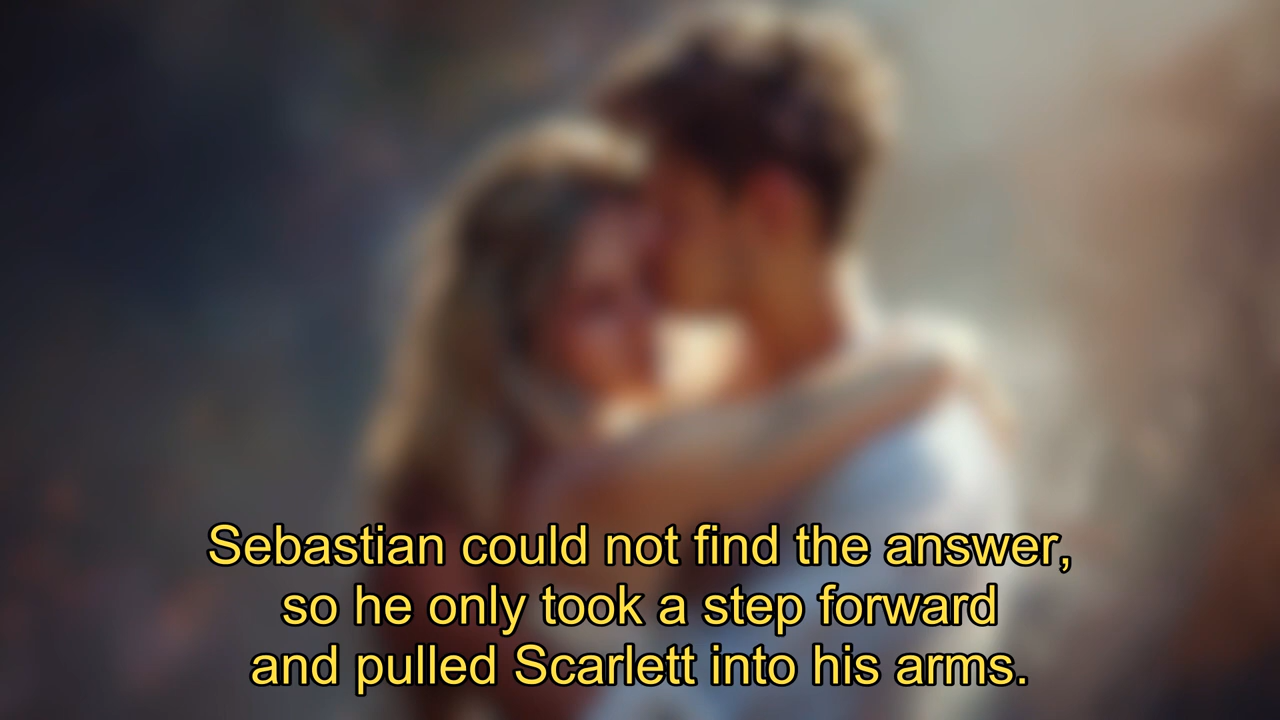 Sebastian could not find the answer,
so he only took a step forward
and pulled Scarlett into his arms.